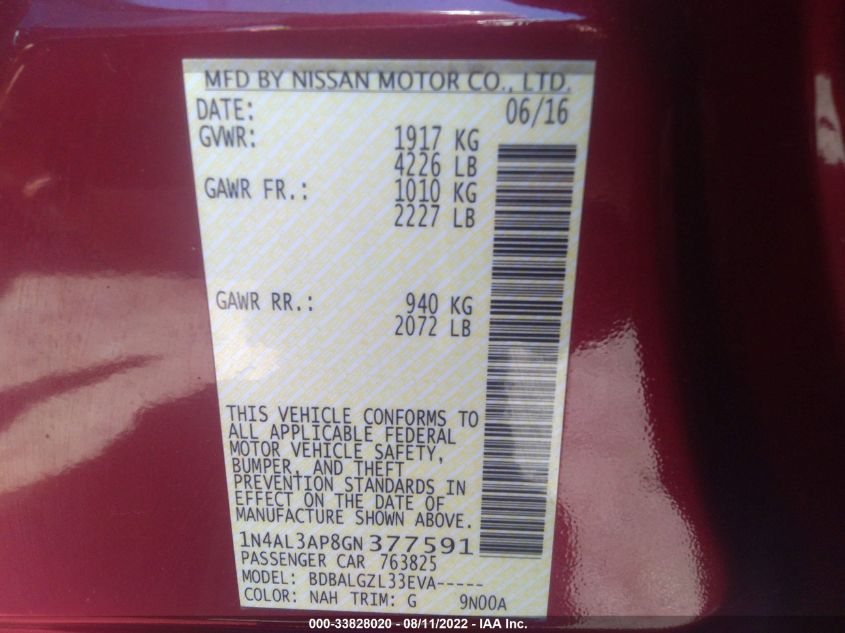 MFD BY NISSAN MOTOR CO., LTD.
DATE: 06/16
GVWR: 1917 KG
4226 LB
GAWR FR.: 1010 KG
2227 LB
GAWR RR.: 940 KG
2072 LB
THIS VEHICLE CONFORMS TO
ALL APPLICABLE FEDERAL
MOTOR VEHICLE SAFETY,
BUMPER, AND THEFT
PREVENTION STANDARDS IN
EFFECT ON THE DATE OF
MANUFACTURE SHOWN ABOVE.
1N4AL3AP8GN377591
PASSENGER CAR 763825
MODEL: BDBALGZL33EVA-----
COLOR: NAH TRIM: G 9N00A
000-33828020 - 08/11/2022 - IAA Inc.